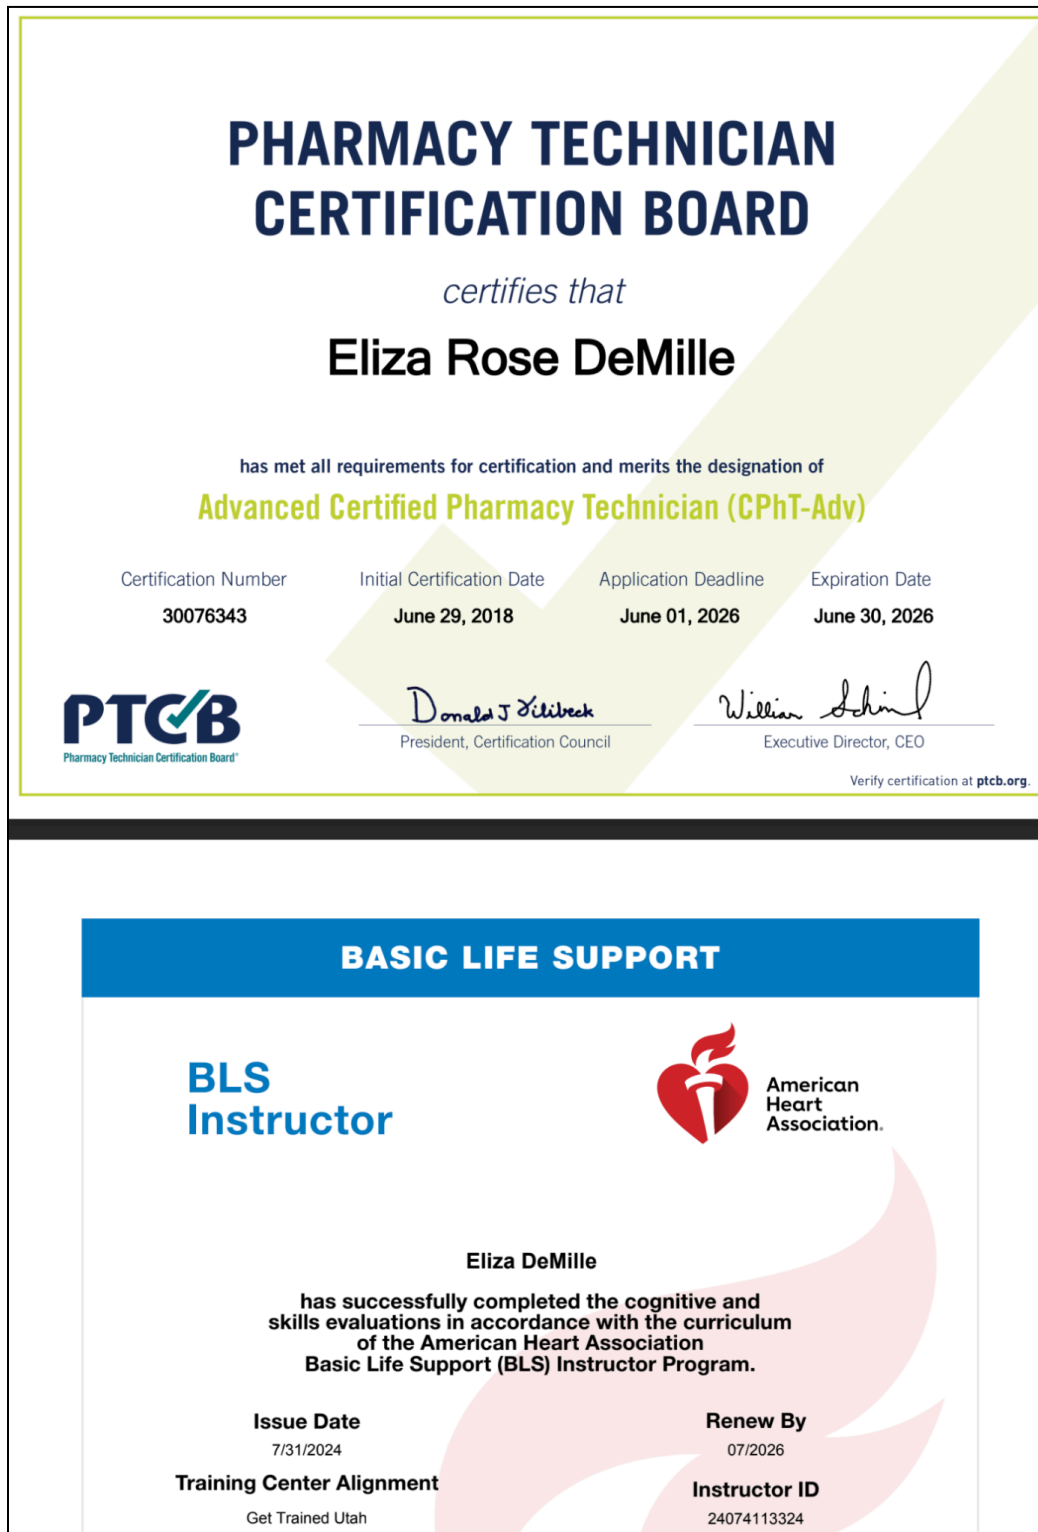 PHARMACY TECHNICIAN
CERTIFICATION BOARD
certifies that
Eliza Rose DeMille
has met all requirements for certification and merits the designation of
Advanced Certified Pharmacy Technician (CPhT-Adv)
Certification Number Initial Certification Date Application Deadline Expiration Date
30076343 June 29, 2018 June 01, 2026 June 30, 2026
PTCB
Pharmacy Technician Certification Board
Donald J
William
President, Certification Council
Executive Director, CEO
Verify certification at ptcb.org.
BASIC LIFE SUPPORT
BLS
Instructor
American
Heart
Association.
Eliza DeMille
has successfully completed the cognitive and
skills evaluations in accordance with the curriculum
of the American Heart Association
Basic Life Support (BLS) Instructor Program.
Issue Date Renew By
7/31/2024 07/2026
Training Center Alignment Instructor ID
Get Trained Utah 24074113324